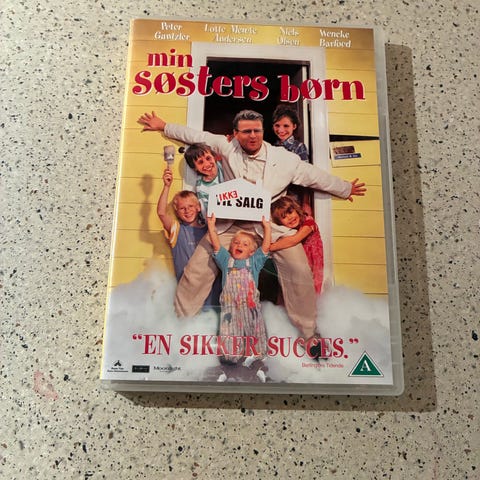 Peter Gantzler
Lotte Merete Andersen
Niels Olsen
Wencke Barfoed
min
søsters børn
IKKE
TIL SALG
"EN SIKKER SUCCES."
Berlingske Tidende
Moonlight
A